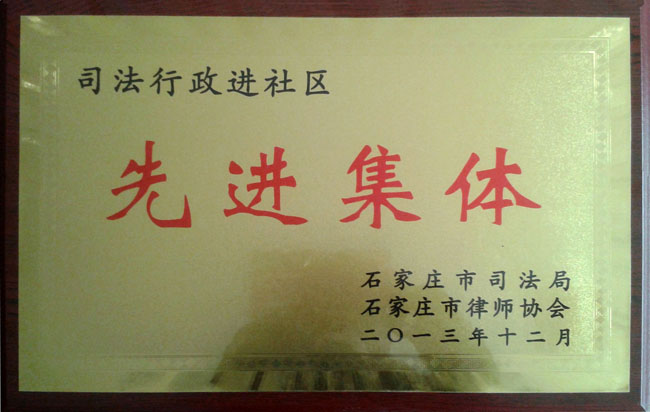 司法行政进社区
先进集体
石家庄市司法局
石家庄市律师协会
二〇一三年十二月